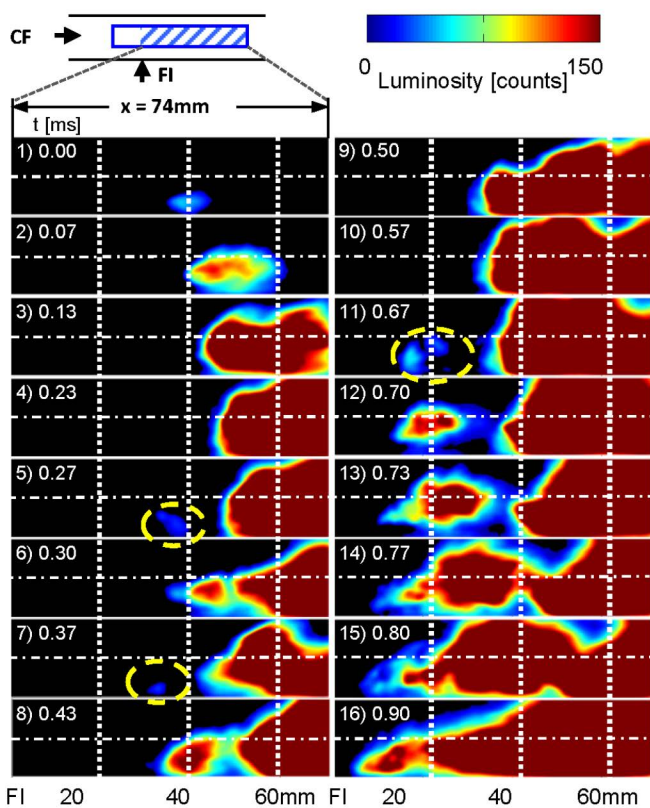 CF
FI
0
150
Luminosity [counts]
x = 74mm
t [ms]
1) 0.00
2) 0.07
3) 0.13
4) 0.23
5) 0.27
6) 0.30
7) 0.37
8) 0.43
9) 0.50
10) 0.57
11) 0.67
12) 0.70
13) 0.73
14) 0.77
15) 0.80
16) 0.90
FI 20 40 60mm
FI 20 40 60mm